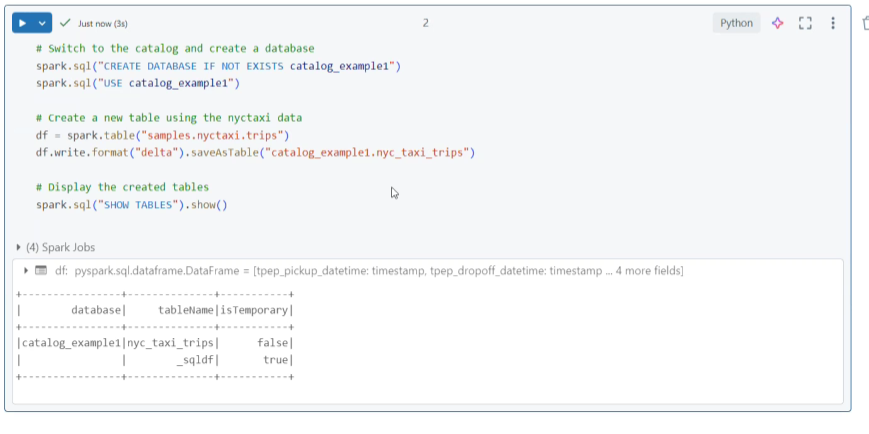 Just now (3s)
2
Python
# Switch to the catalog and create a database
spark.sql("CREATE DATABASE IF NOT EXISTS catalog_example1")
spark.sql("USE catalog_example1")
# Create a new table using the nyctaxi data
df = spark.table("samples.nyctaxi.trips")
df.write.format("delta").saveAsTable("catalog_example1.nyc_taxi_trips")
# Display the created tables
spark.sql("SHOW TABLES").show()
(4) Spark Jobs
df: pyspark.sql.dataframe.DataFrame = [tpep_pickup_datetime: timestamp, tpep_dropoff_datetime: timestamp ... 4 more fields]
+----------------+--------------+-----------+
|        database|     tableName|isTemporary|
+----------------+--------------+-----------+
|catalog_example1|nyc_taxi_trips|      false|
|                |        _sqldf|       true|
+----------------+--------------+-----------+